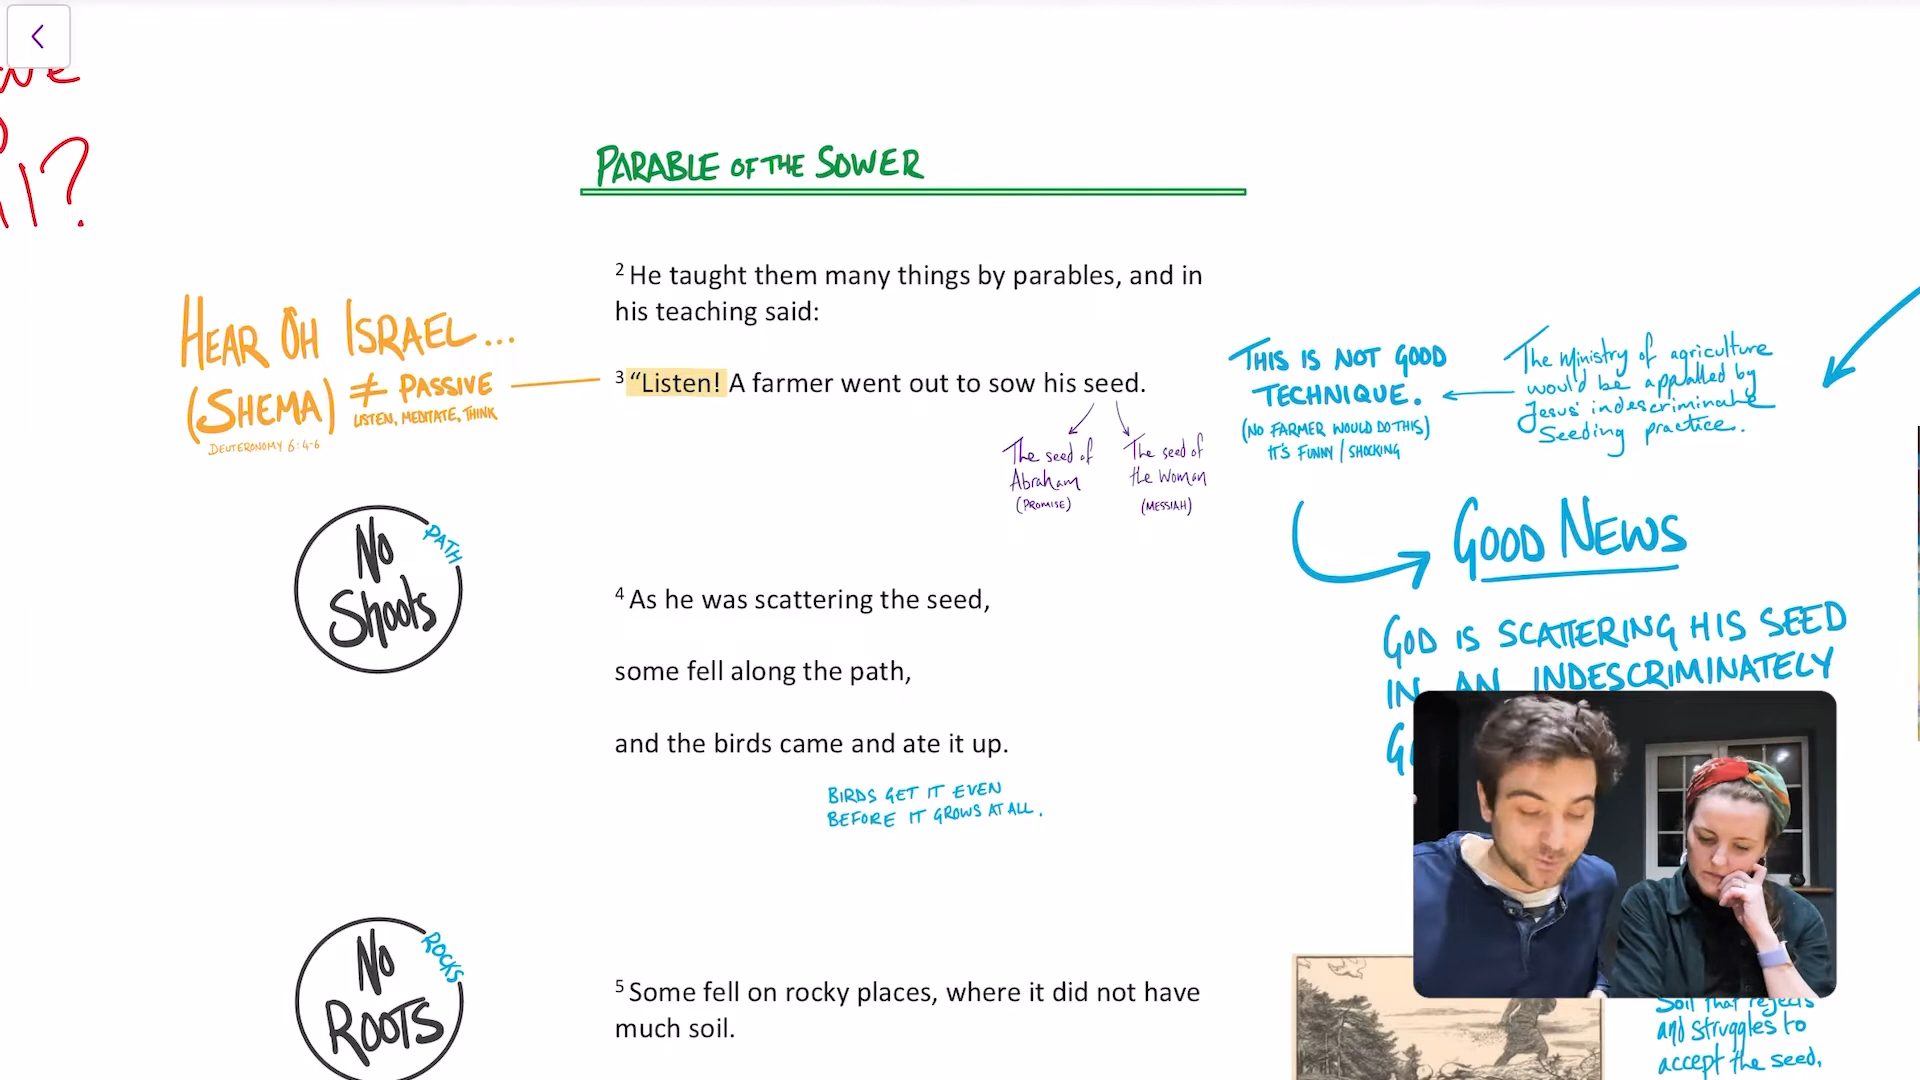 PARABLE OF THE SOWER
2 He taught them many things by parables, and in
his teaching said:
HEAR OH ISRAEL...
(SHEMA) ≠ PASSIVE
LISTEN, MEDITATE, THINK
DEUTERONOMY 6:4-6
3 “Listen! A farmer went out to sow his seed.
The seed of
Abraham
(PROMISE)
The seed of
the Woman
(MESSIAH)
THIS IS NOT GOOD
TECHNIQUE.
(NO FARMER WOULD DO THIS)
IT'S FUNNY / SHOCKING
The Ministry of agriculture
would be appalled by
Jesus' indescriminate
Seeding practice.
GOOD NEWS
GOD IS SCATTERING HIS SEED
IN AN INDESCRIMINATELY
No
Shoots
PATH
4 As he was scattering the seed,
some fell along the path,
and the birds came and ate it up.
BIRDS GET IT EVEN
BEFORE IT GROWS AT ALL.
No
ROOTS
ROCKS
5 Some fell on rocky places, where it did not have
much soil.
Soil that rejects
and struggles to
accept the seed.